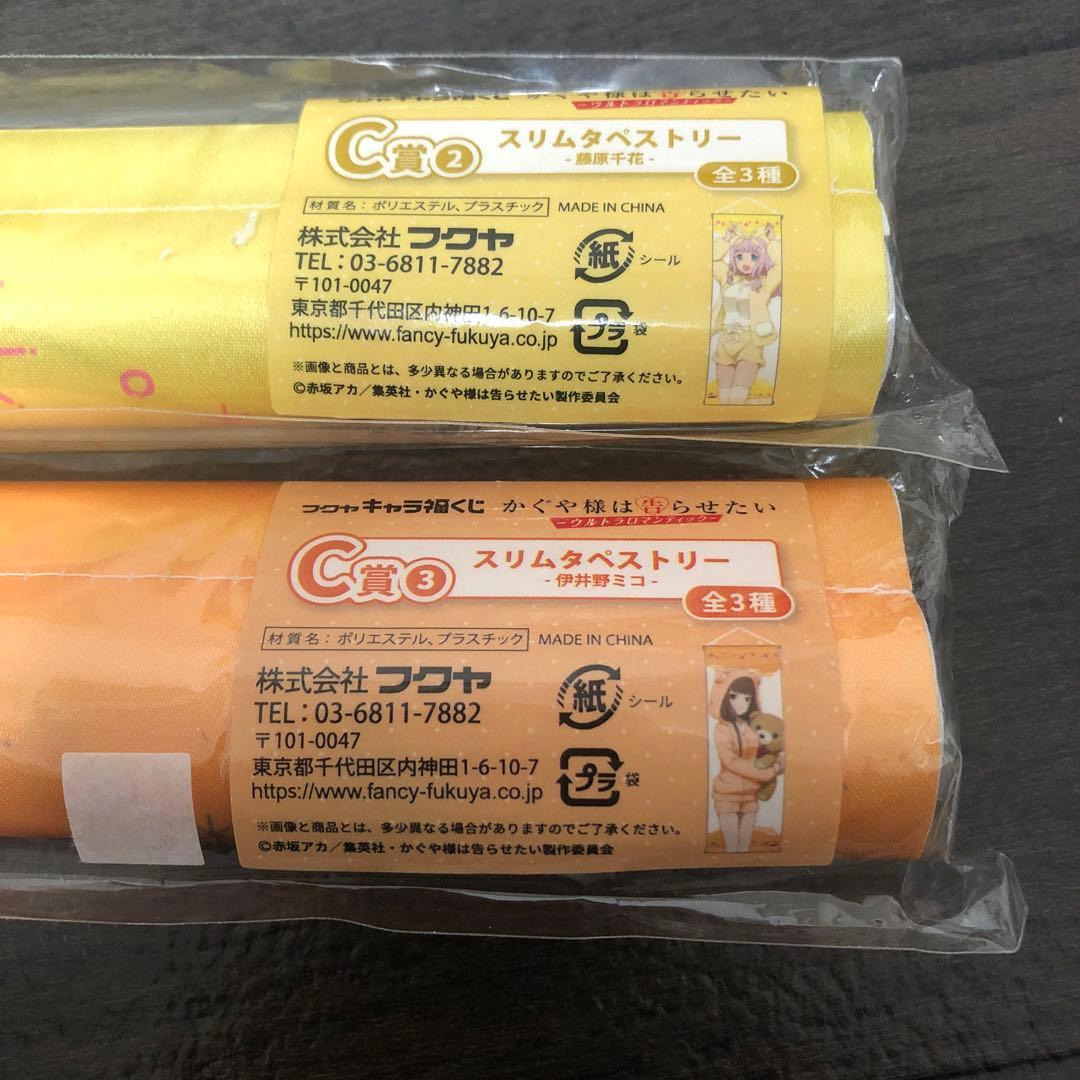 フクヤキャラ福くじ かぐや様は告らせたい
-ウルトラロマンティック-
C賞2
スリムタペストリー
- 藤原千花 -
全3種
材質名：ポリエステル、プラスチック MADE IN CHINA
株式会社 フクヤ
TEL：03-6811-7882
〒101-0047
東京都千代田区内神田1-6-10-7
https://www.fancy-fukuya.co.jp
紙 シール
プラ 袋
※画像と商品とは、多少異なる場合がありますのでご了承ください。
©赤坂アカ／集英社・かぐや様は告らせたい製作委員会
フクヤ キャラ福くじ かぐや様は告らせたい
-ウルトラロマンティック-
C賞3
スリムタペストリー
- 伊井野ミコ -
全3種
材質名：ポリエステル、プラスチック MADE IN CHINA
株式会社 フクヤ
TEL：03-6811-7882
〒101-0047
東京都千代田区内神田1-6-10-7
https://www.fancy-fukuya.co.jp
紙 シール
プラ 袋
※画像と商品とは、多少異なる場合がありますのでご了承ください。
©赤坂アカ／集英社・かぐや様は告らせたい製作委員会